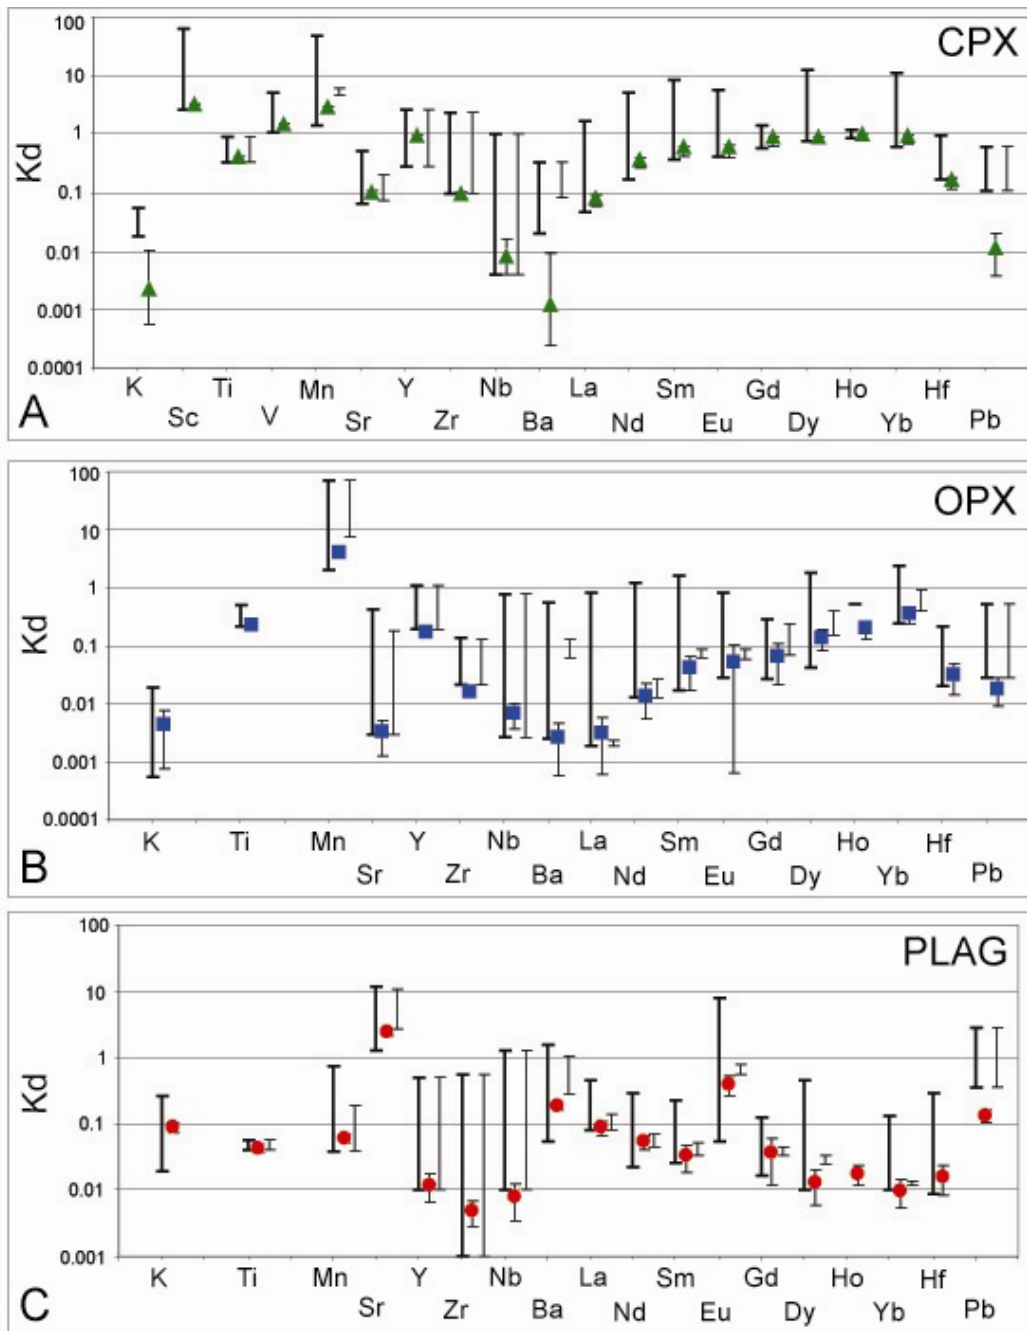 100
CPX
10
1
Kd
0.1
0.01
0.001
0.0001
K Ti Mn Y Nb La Sm Gd Ho Hf
A Sc V Sr Zr Ba Nd Eu Dy Yb Pb
100
OPX
10
1
Kd
0.1
0.01
0.001
0.0001
K Ti Mn Y Nb La Sm Gd Ho Hf
B Sr Zr Ba Nd Eu Dy Yb Pb
100
PLAG
10
1
Kd
0.1
0.01
0.001
K Ti Mn Y Nb La Sm Gd Ho Hf
C Sr Zr Ba Nd Eu Dy Yb Pb